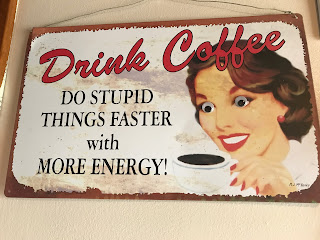 Drink Coffee
DO STUPID
THINGS FASTER
with
MORE ENERGY!